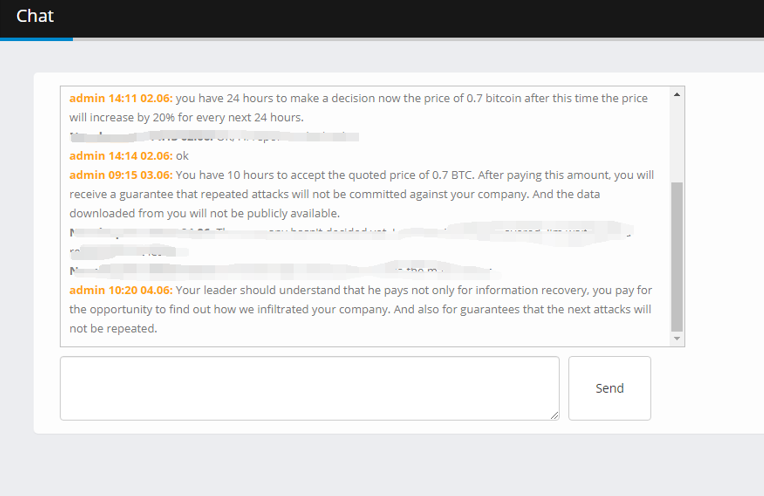 Chat
admin 14:11 02.06: you have 24 hours to make a decision now the price of 0.7 bitcoin after this time the price
will increase by 20% for every next 24 hours.
admin 14:14 02.06: ok
admin 09:15 03.06: You have 10 hours to accept the quoted price of 0.7 BTC. After paying this amount, you will
receive a guarantee that repeated attacks will not be committed against your company. And the data
downloaded from you will not be publicly available.
admin 10:20 04.06: Your leader should understand that he pays not only for information recovery, you pay for
the opportunity to find out how we infiltrated your company. And also for guarantees that the next attacks will
not be repeated.
Send